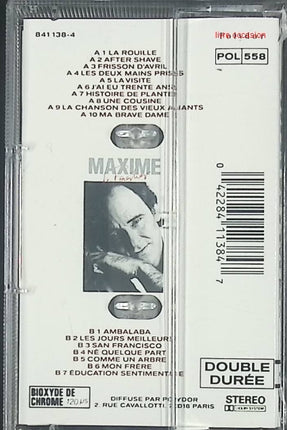 841138-4
POL 558
A 1 LA ROUILLE
A 2 AFTER SHAVE
A 3 FRISSON D'AVRIL
A 4 LES DEUX MAINS PRISES
A 5 LA VISITE
A 6 J'AI EU TRENTE ANS
A 7 HISTOIRE DE PLANTER
A 8 UNE COUSINE
A 9 LA CHANSON DES VIEUX AMANTS
A 10 MA BRAVE DAME
MAXIME
0 42284 11384 7
B 1 AMBALABA
B 2 LES JOURS MEILLEURS
B 3 SAN FRANCISCO
B 4 NÉ QUELQUE PART
B 5 COMME UN ARBRE
B 6 MON FRÈRE
B 7 ÉDUCATION SENTIMENTALE
DOUBLE
DURÉE
BIOXYDE DE
CHROME 120 µs
DIFFUSÉ PAR POLYDOR
2, RUE CAVALLOTTI 75018 PARIS
STEREO